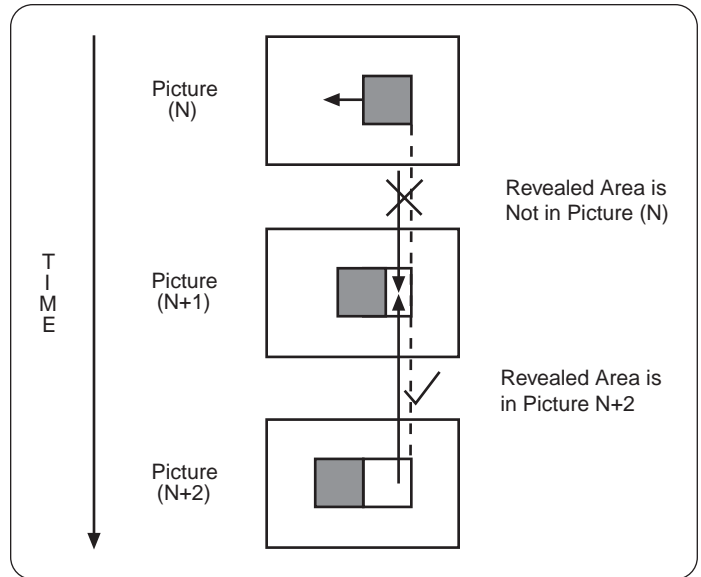 Picture
(N)
Revealed Area is
Not in Picture (N)
T
I
M
E
Picture
(N+1)
Revealed Area is
in Picture N+2
Picture
(N+2)